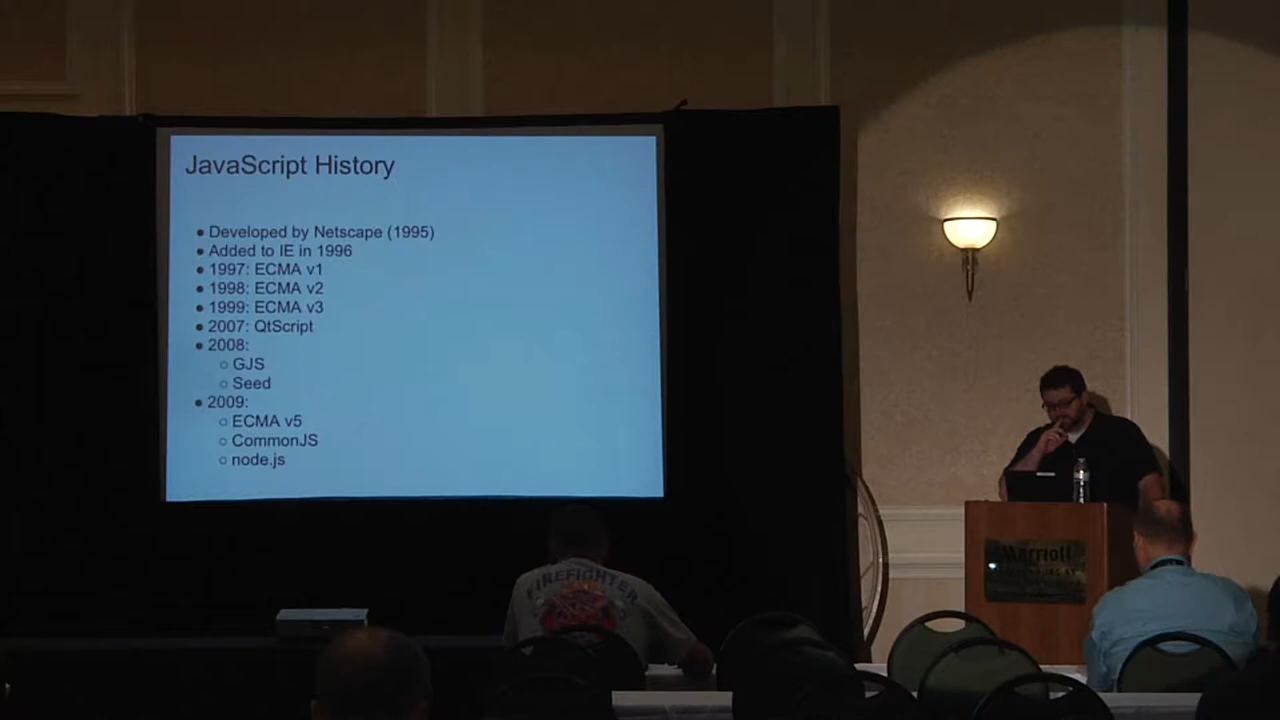 JavaScript History
• Developed by Netscape (1995)
• Added to IE in 1996
• 1997: ECMA v1
• 1998: ECMA v2
• 1999: ECMA v3
• 2007: QtScript
• 2008:
○ GJS
○ Seed
• 2009:
○ ECMA v5
○ CommonJS
○ node.js
FIREFIGHTER
Marriott